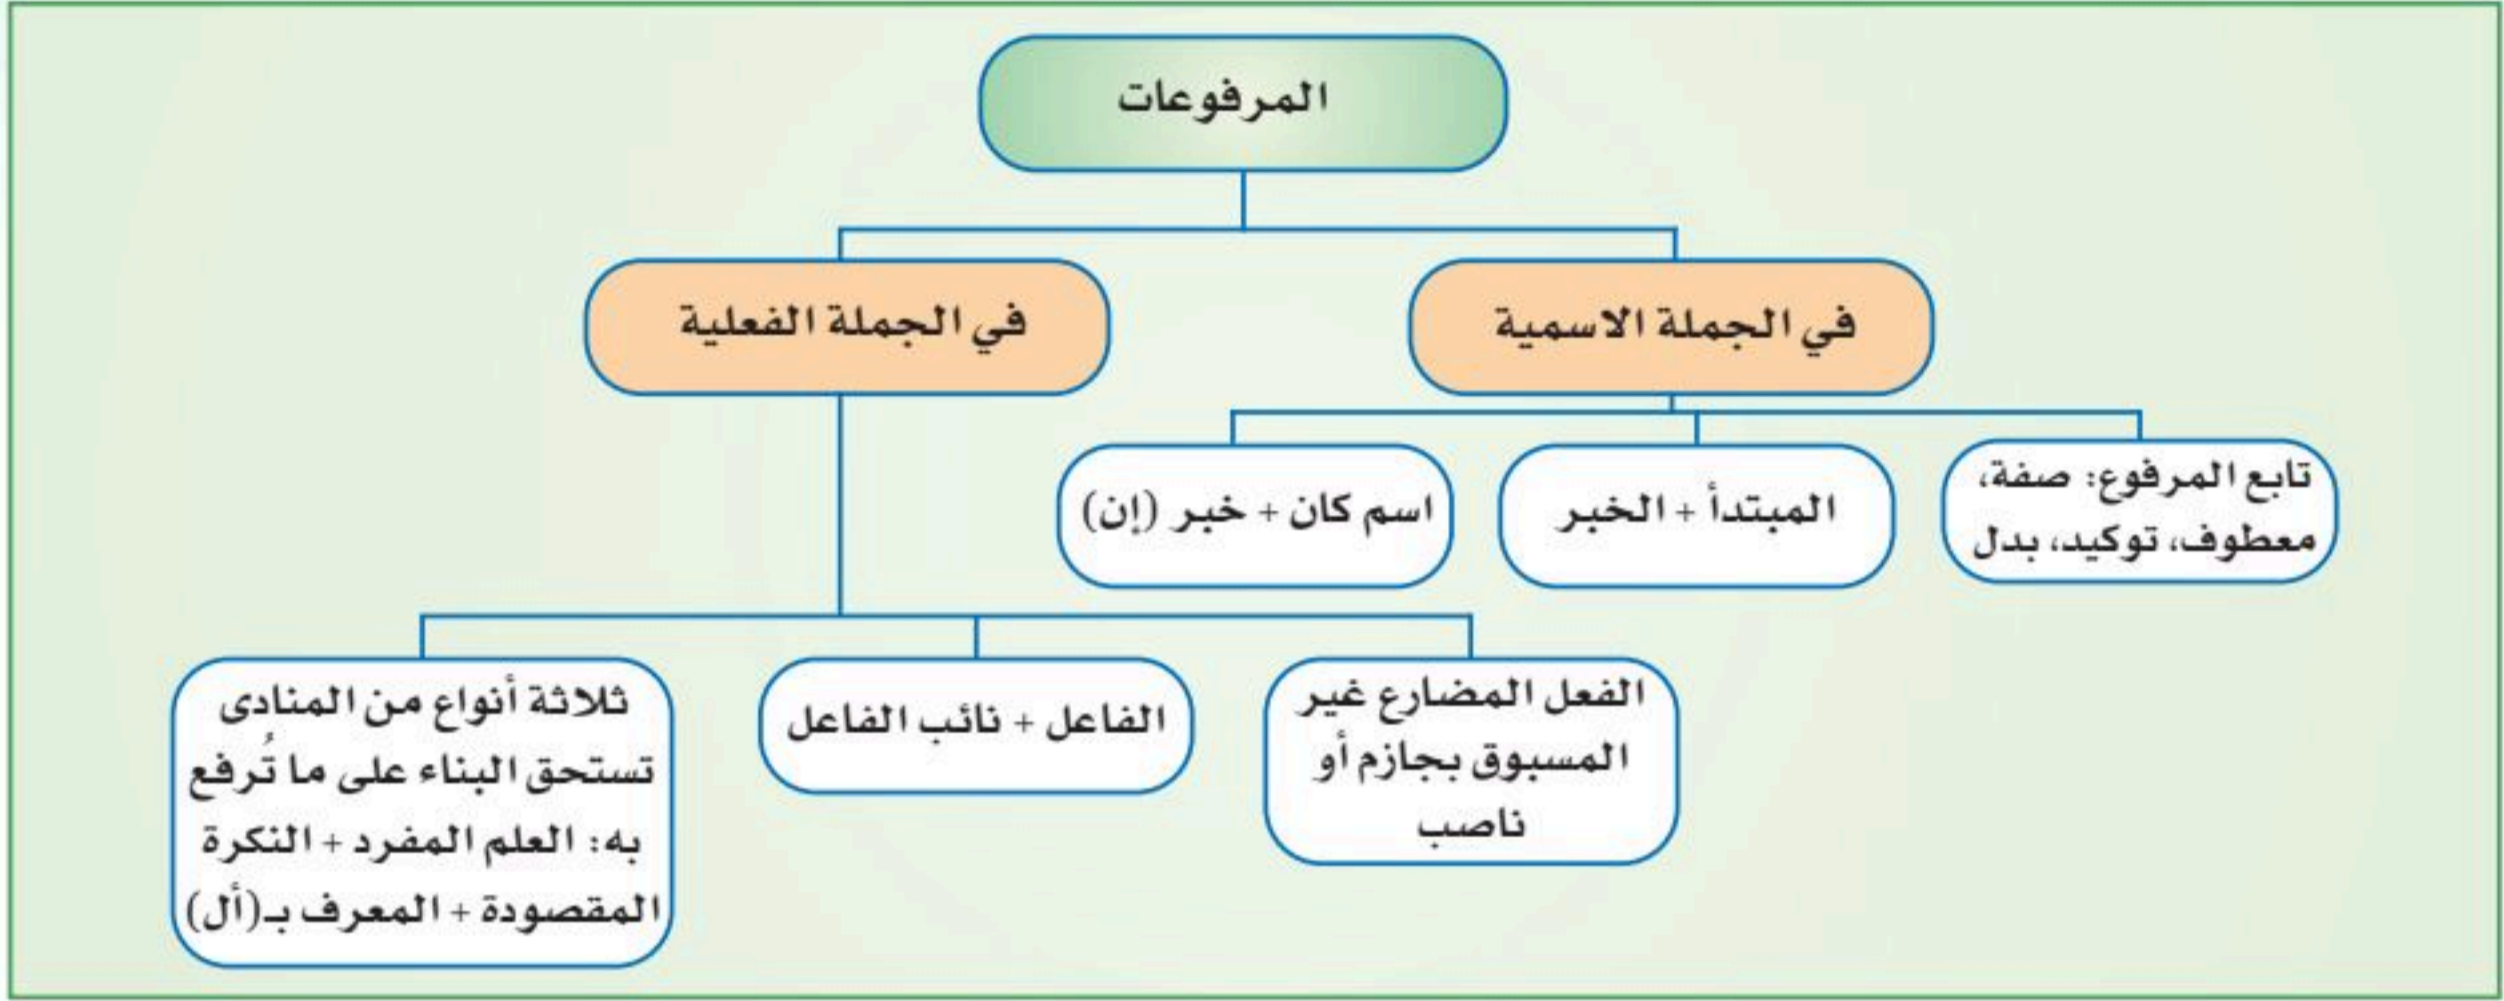 المرفوعات
في الجملة الاسمية
في الجملة الفعلية
تابع المرفوع: صفة،
معطوف، توكيد، بدل
المبتدأ + الخبر
اسم كان + خبر (إن)
الفعل المضارع غير
المسبوق بجازم أو
ناصب
الفاعل + نائب الفاعل
ثلاثة أنواع من المنادى
تستحق البناء على ما تُرفع
به: العلم المفرد + النكرة
المقصودة + المعرف بـ(أل)